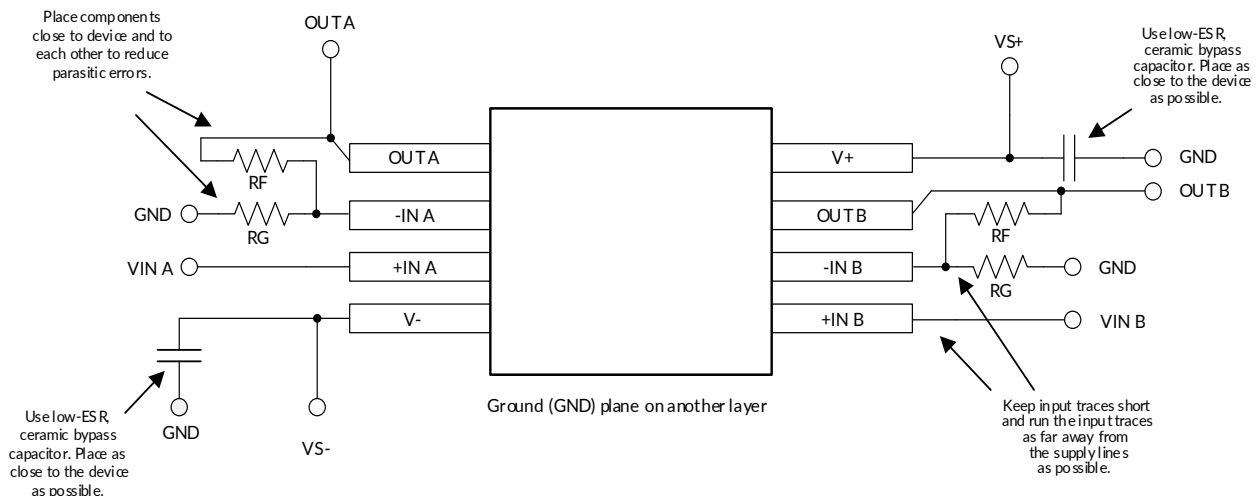 Place components
close to device and to
each other to reduce
parasitic errors.
OUT A
VS+
Use low-ESR,
ceramic bypass
capacitor. Place as
close to the device
as possible.
OUT A
V+
GND
RF
OUT B
-IN A
OUT B
GND
RG
RF
VIN A
+IN A
-IN B
GND
RG
V-
+IN B
VIN B
Ground (GND) plane on another layer
Use low-ESR,
ceramic bypass
capacitor. Place as
close to the device
as possible.
GND
VS-
Keep input traces short
and run the input traces
as far away from
the supply lines
as possible.